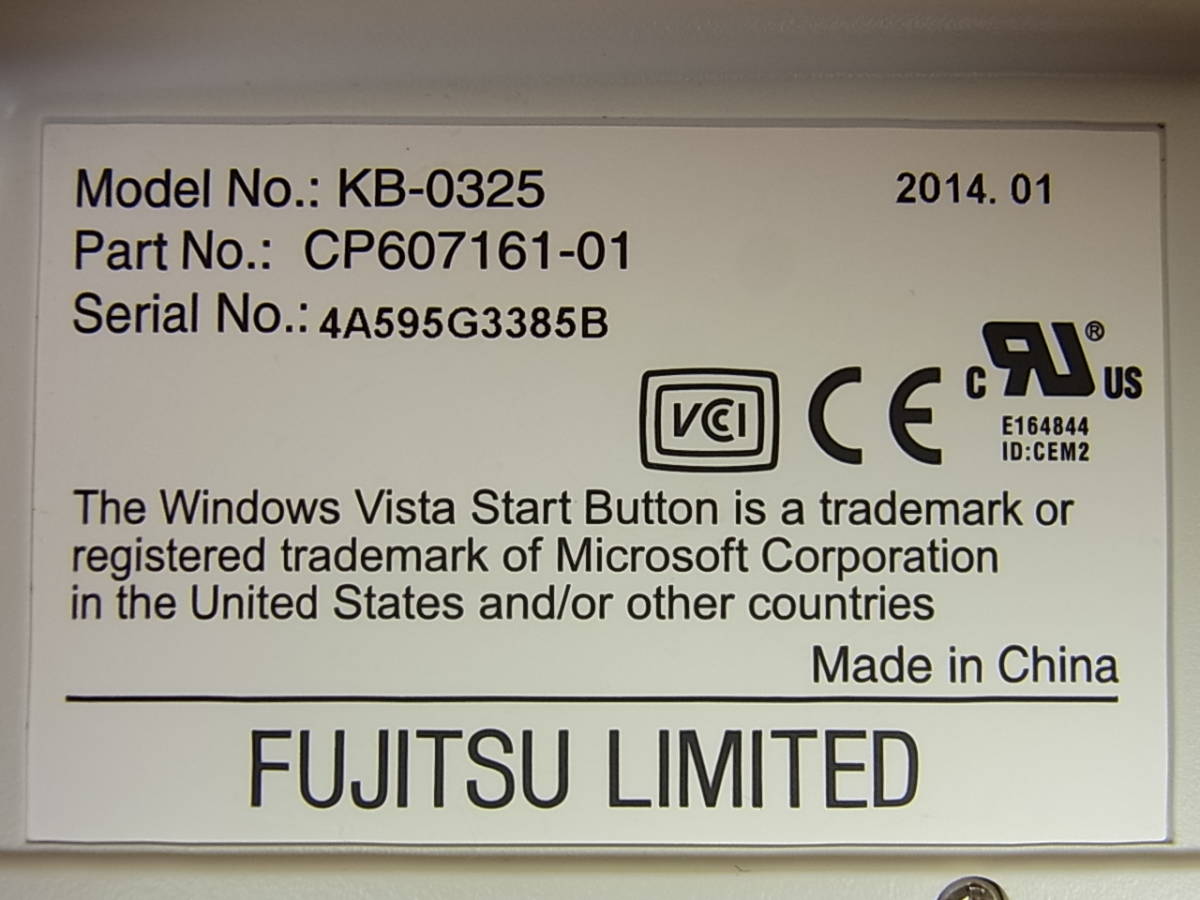 Model No.: KB-0325 2014. 01
Part No.: CP607161-01
Serial No.: 4A595G3385B
VCCI CE C RU ® US
E164844
ID:CEM2
The Windows Vista Start Button is a trademark or
registered trademark of Microsoft Corporation
in the United States and/or other countries
Made in China
FUJITSU LIMITED